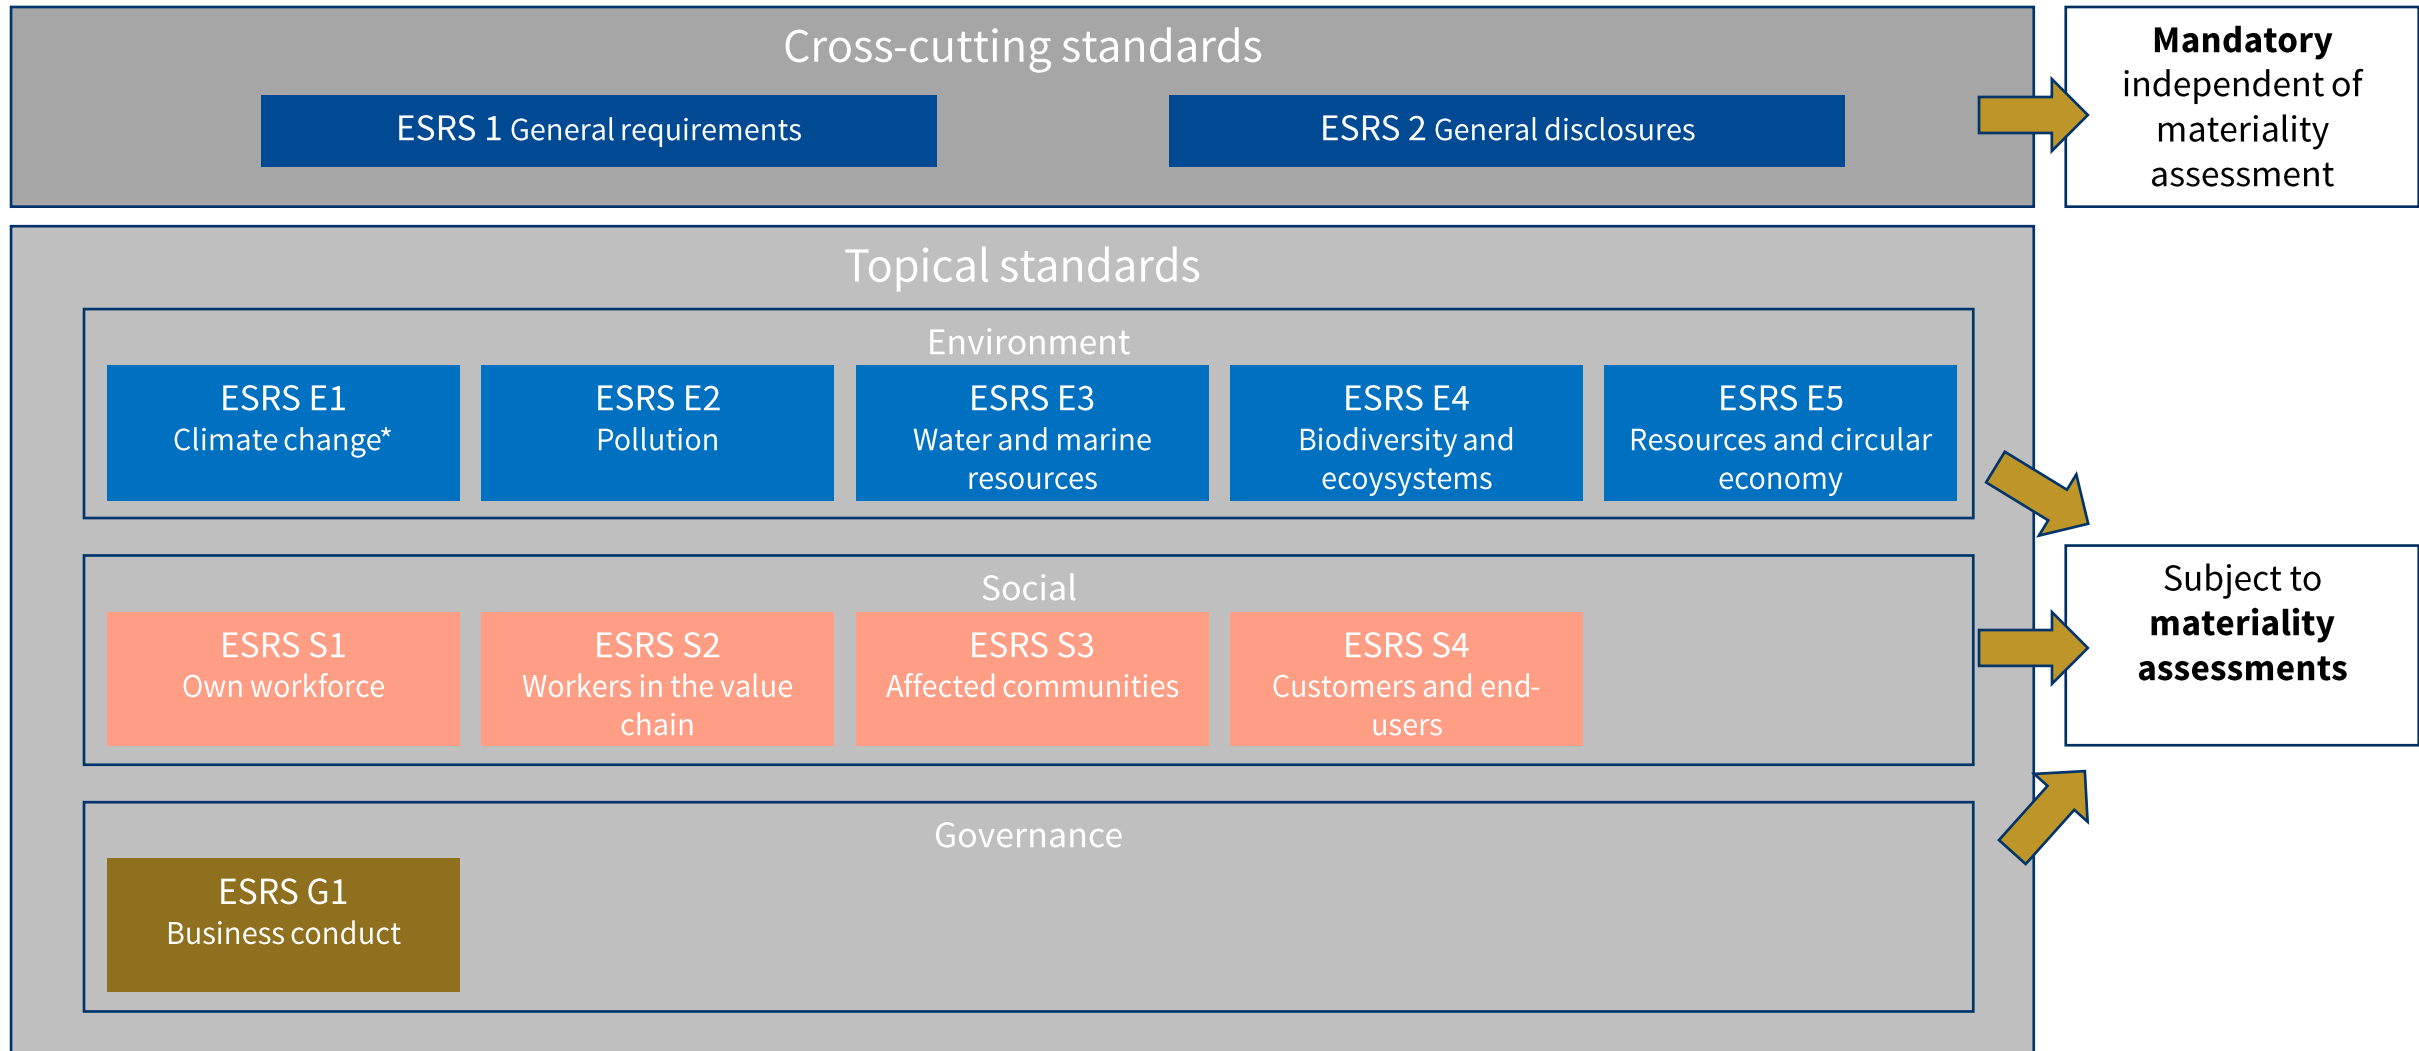 Cross-cutting standards
ESRS 1 General requirements
ESRS 2 General disclosures
Mandatory
independent of
materiality
assessment
Topical standards
Environment
ESRS E1
Climate change*
ESRS E2
Pollution
ESRS E3
Water and marine
resources
ESRS E4
Biodiversity and
ecoysystems
ESRS E5
Resources and circular
economy
Social
ESRS S1
Own workforce
ESRS S2
Workers in the value
chain
ESRS S3
Affected communities
ESRS S4
Customers and end-
users
Subject to
materiality
assessments
Governance
ESRS G1
Business conduct